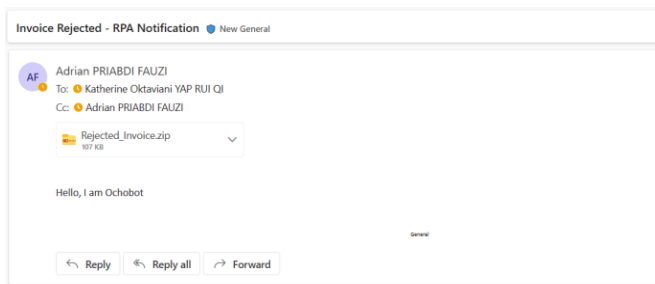 Invoice Rejected - RPA Notification New General
AF
Adrian PRIABDI FAUZI
To: Katherine Oktaviani YAP RUI QI
Cc: Adrian PRIABDI FAUZI
Rejected_Invoice.zip
107 KB
Hello, I am Ochobot
General
Reply Reply all Forward